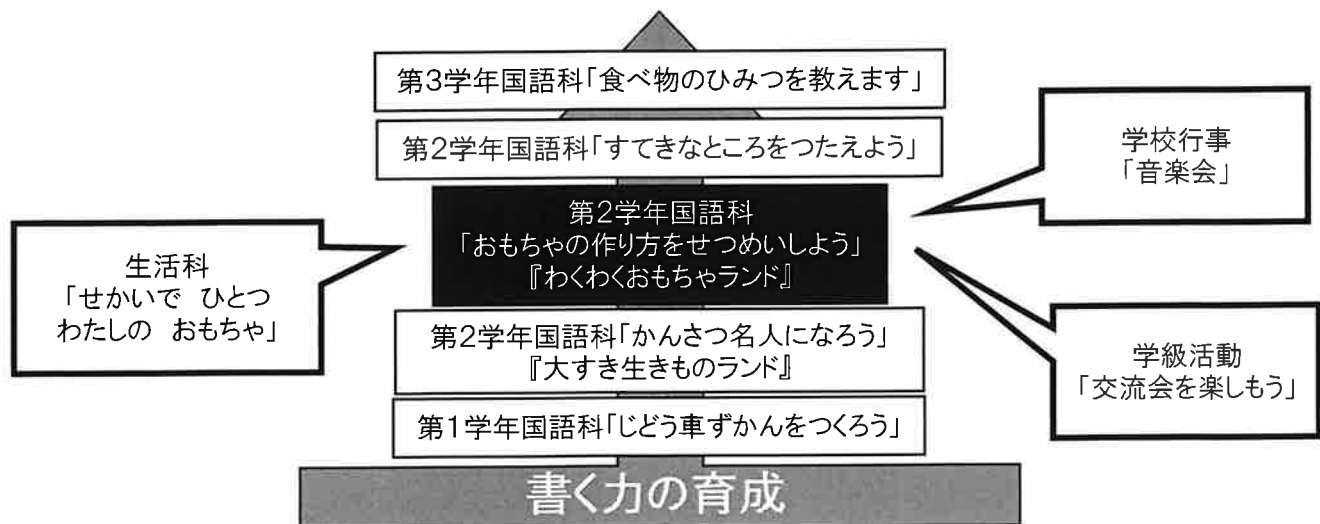 第3学年国語科「食べ物のひみつを教えます」
第2学年国語科「すてきなところをつたえよう」
第2学年国語科
「おもちゃの作り方をせつめいしよう」
『わくわくおもちゃランド』
第2学年国語科「かんさつ名人になろう」
『大すき生きものランド』
第1学年国語科「じどう車ずかんをつくろう」
書く力の育成
生活科
「せかいで ひとつ
わたしの おもちゃ」
学校行事
「音楽会」
学級活動
「交流会を楽しもう」